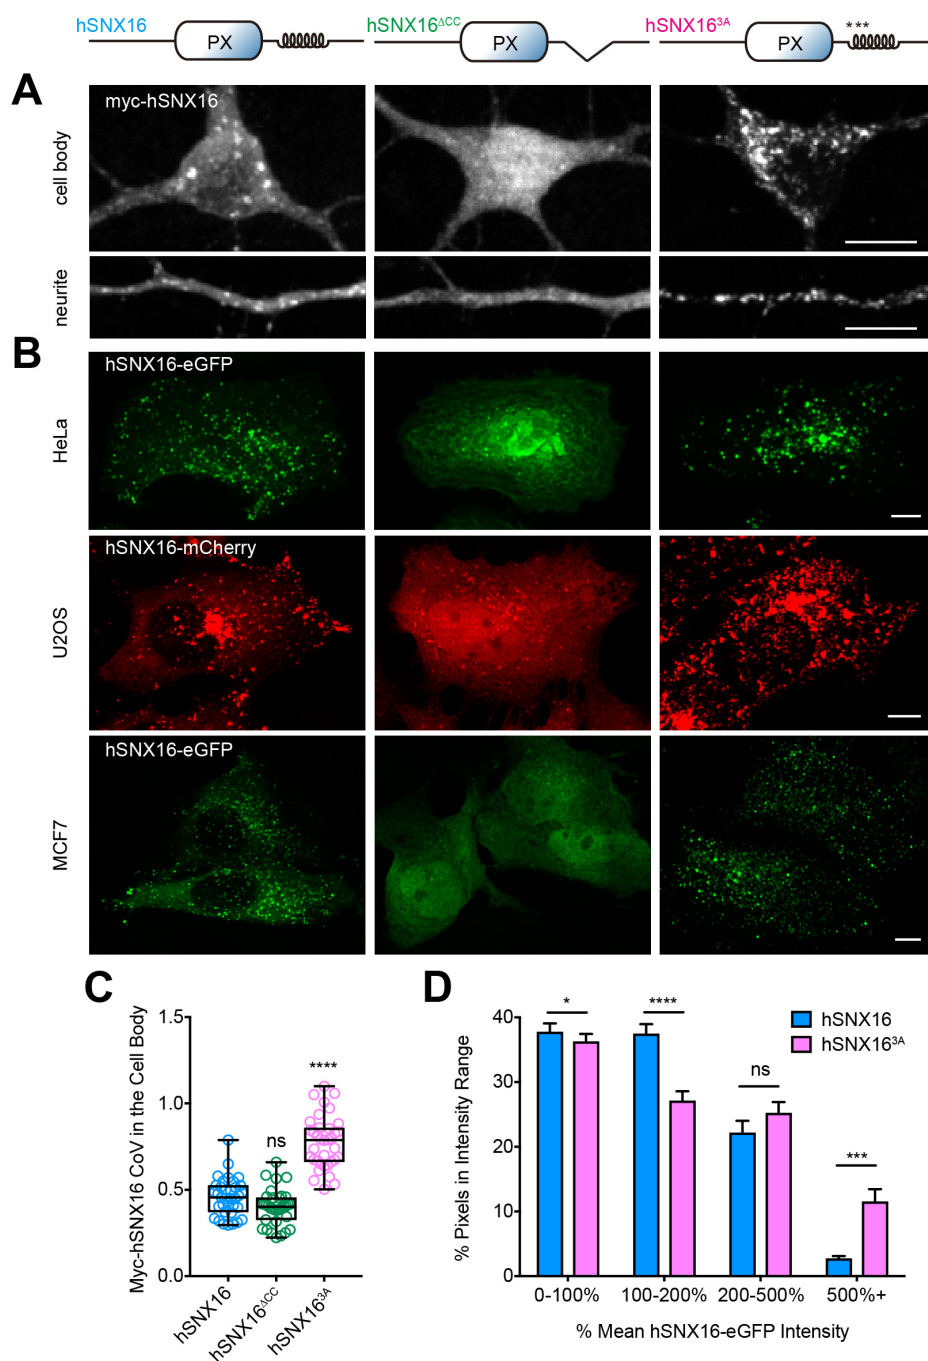 hSNX16 hSNX16ΔCC hSNX163A
PX PX PX ***
A
myc-hSNX16
cell body
neurite
B
hSNX16-eGFP
HeLa
hSNX16-mCherry
U2OS
hSNX16-eGFP
MCF7
C
Myc-hSNX16 CoV in the Cell Body
1.5
1.0
0.5
0.0
ns
****
hSNX16
hSNX16ΔCC
hSNX163A
D
% Pixels in Intensity Range
40
30
20
10
0
*
****
ns
***
hSNX16
hSNX163A
0-100% 100-200% 200-500% 500%+
% Mean hSNX16-eGFP Intensity